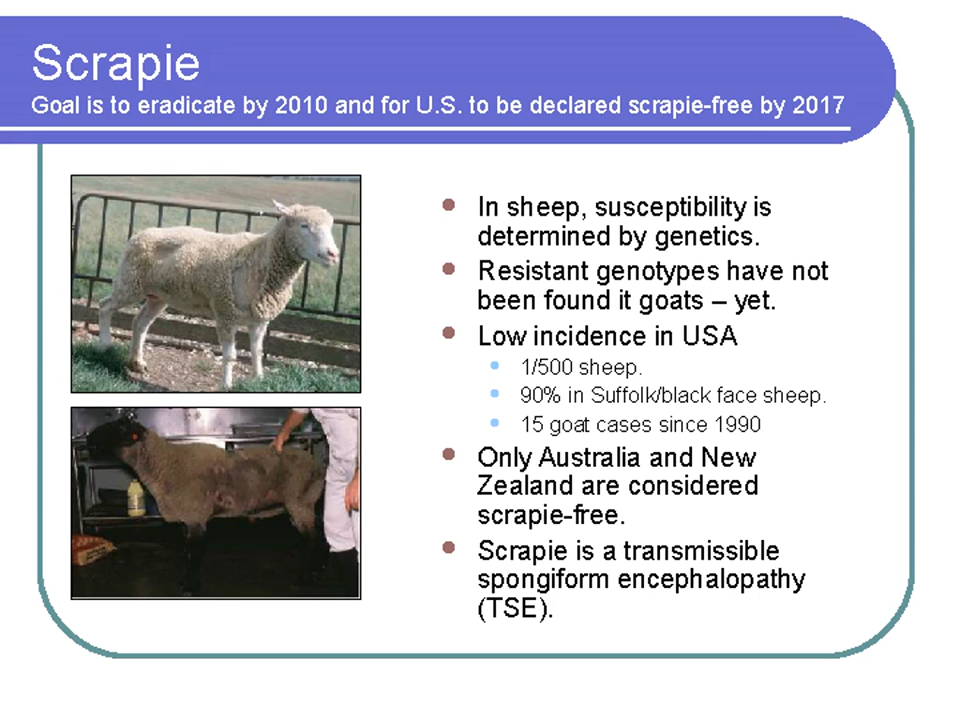 Scrapie
Goal is to eradicate by 2010 and for U.S. to be declared scrapie-free by 2017
In sheep, susceptibility is
determined by genetics.
Resistant genotypes have not
been found it goats – yet.
Low incidence in USA
1/500 sheep.
90% in Suffolk/black face sheep.
15 goat cases since 1990
Only Australia and New
Zealand are considered
scrapie-free.
Scrapie is a transmissible
spongiform encephalopathy
(TSE).